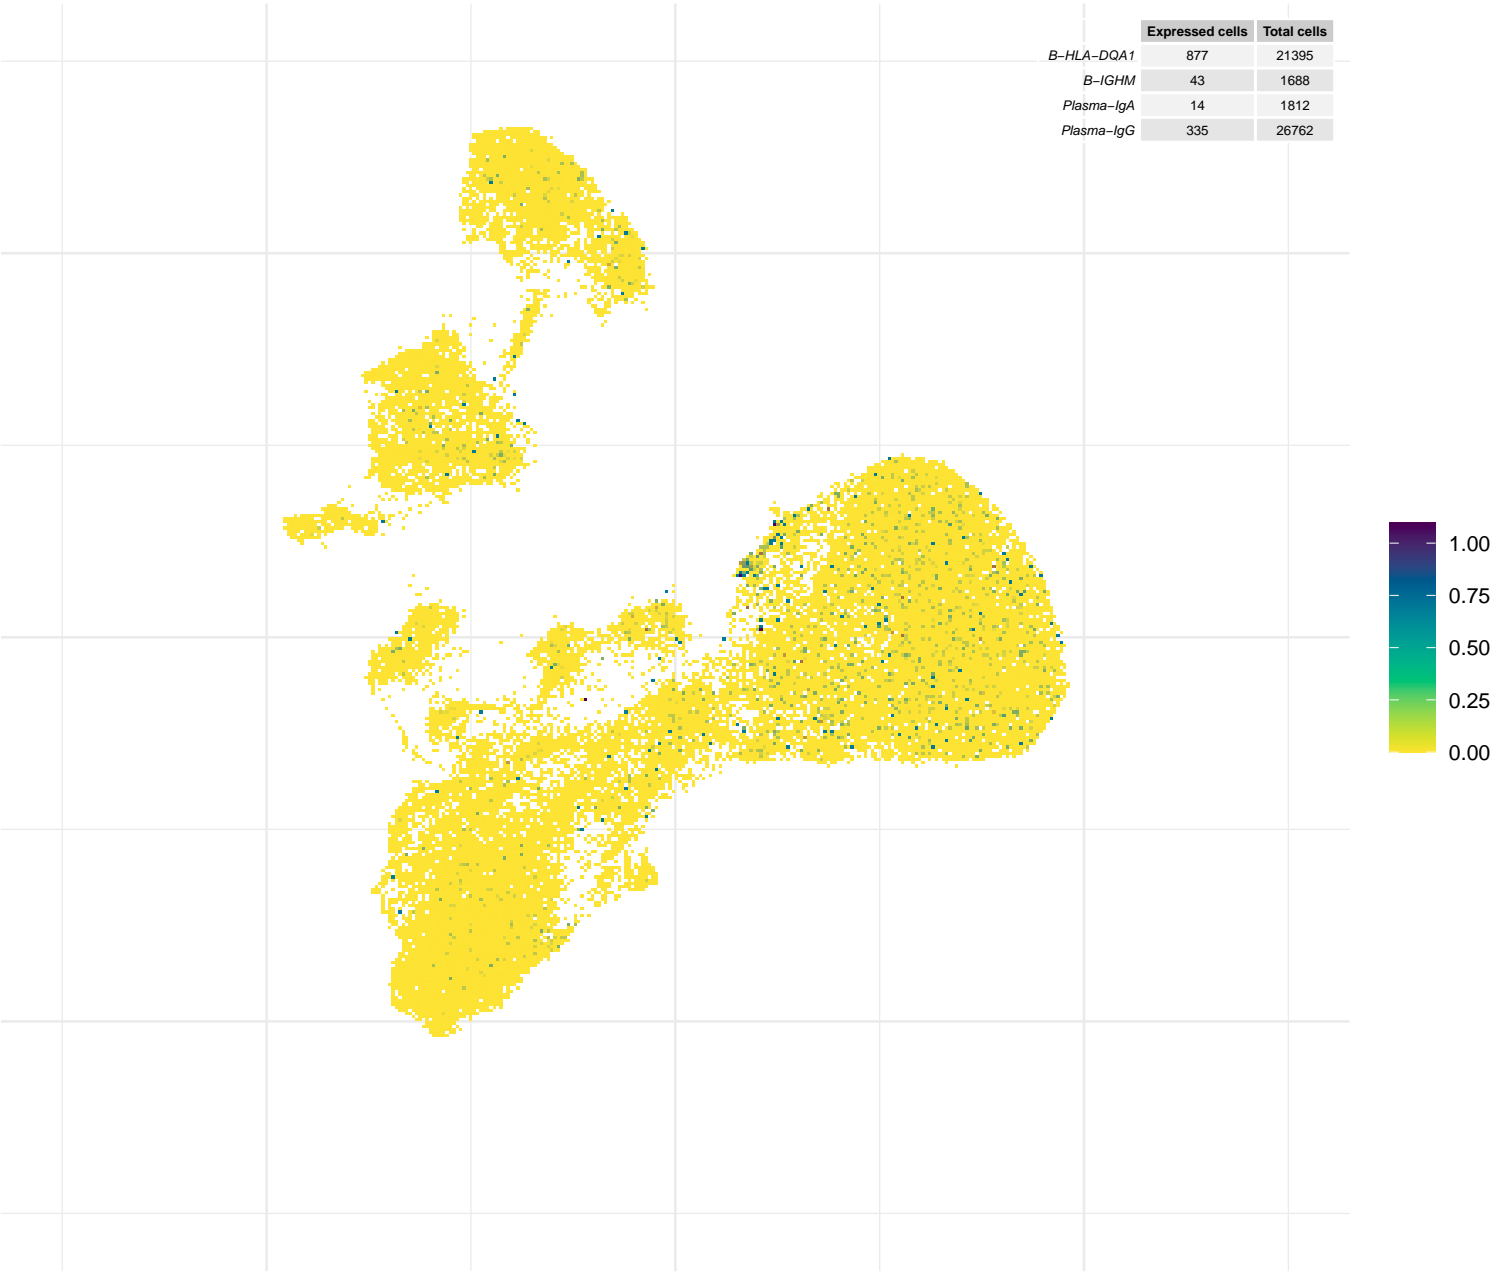 Expressed cells Total cells
B−HLA−DQA1 877 21395
B−IGHM 43 1688
Plasma−IgA 14 1812
Plasma−IgG 335 26762
1.00
0.75
0.50
0.25
0.00